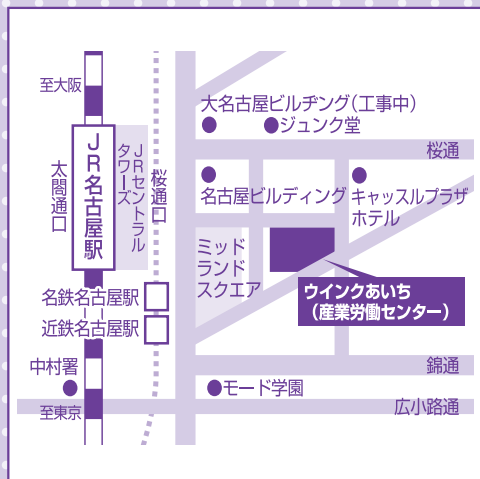 至大阪
大名古屋ビルヂング(工事中)
ジュンク堂
桜通
JR名古屋駅
JRセントラル
タワーズ
桜通口
太閤通口
名古屋ビルディング
キャッスルプラザ
ホテル
ミッド
ランド
スクエア
ウインクあいち
(産業労働センター)
名鉄名古屋駅
近鉄名古屋駅
中村署
錦通
モード学園
至東京
広小路通